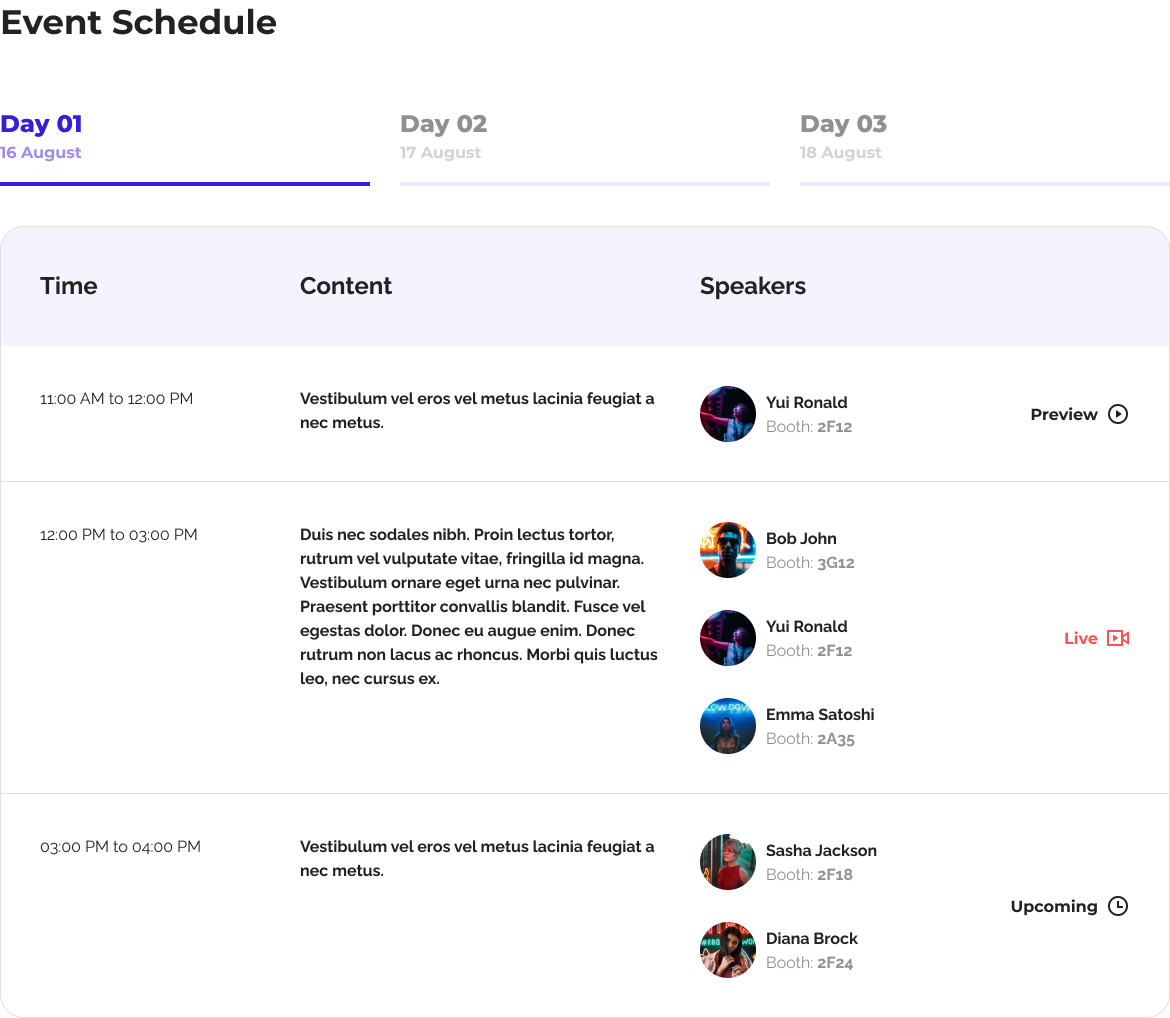 Event Schedule
Day 01
16 August
Day 02
17 August
Day 03
18 August
Time
Content
Speakers
11:00 AM to 12:00 PM
Vestibulum vel eros vel metus lacinia feugiat a
nec metus.
Yui Ronald
Booth: 2F12
Preview
12:00 PM to 03:00 PM
Duis nec sodales nibh. Proin lectus tortor,
rutrum vel vulputate vitae, fringilla id magna.
Vestibulum ornare eget urna nec pulvinar.
Praesent porttitor convallis blandit. Fusce vel
egestas dolor. Donec eu augue enim. Donec
rutrum non lacus ac rhoncus. Morbi quis luctus
leo, nec cursus ex.
Bob John
Booth: 3G12
Yui Ronald
Booth: 2F12
Emma Satoshi
Booth: 2A35
Live
03:00 PM to 04:00 PM
Vestibulum vel eros vel metus lacinia feugiat a
nec metus.
Sasha Jackson
Booth: 2F18
Diana Brock
Booth: 2F24
Upcoming